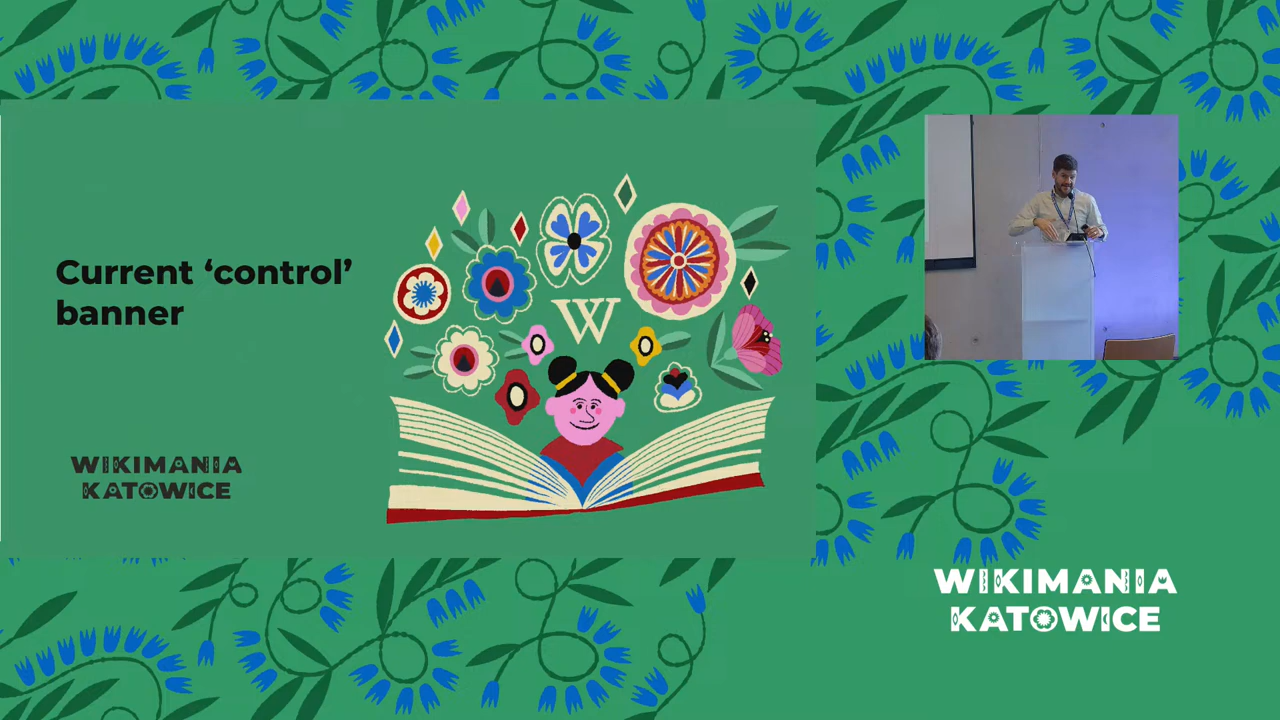 Current ‘control’
banner
W
WIKIMANIA
KATOWICE
WIKIMANIA
KATOWICE